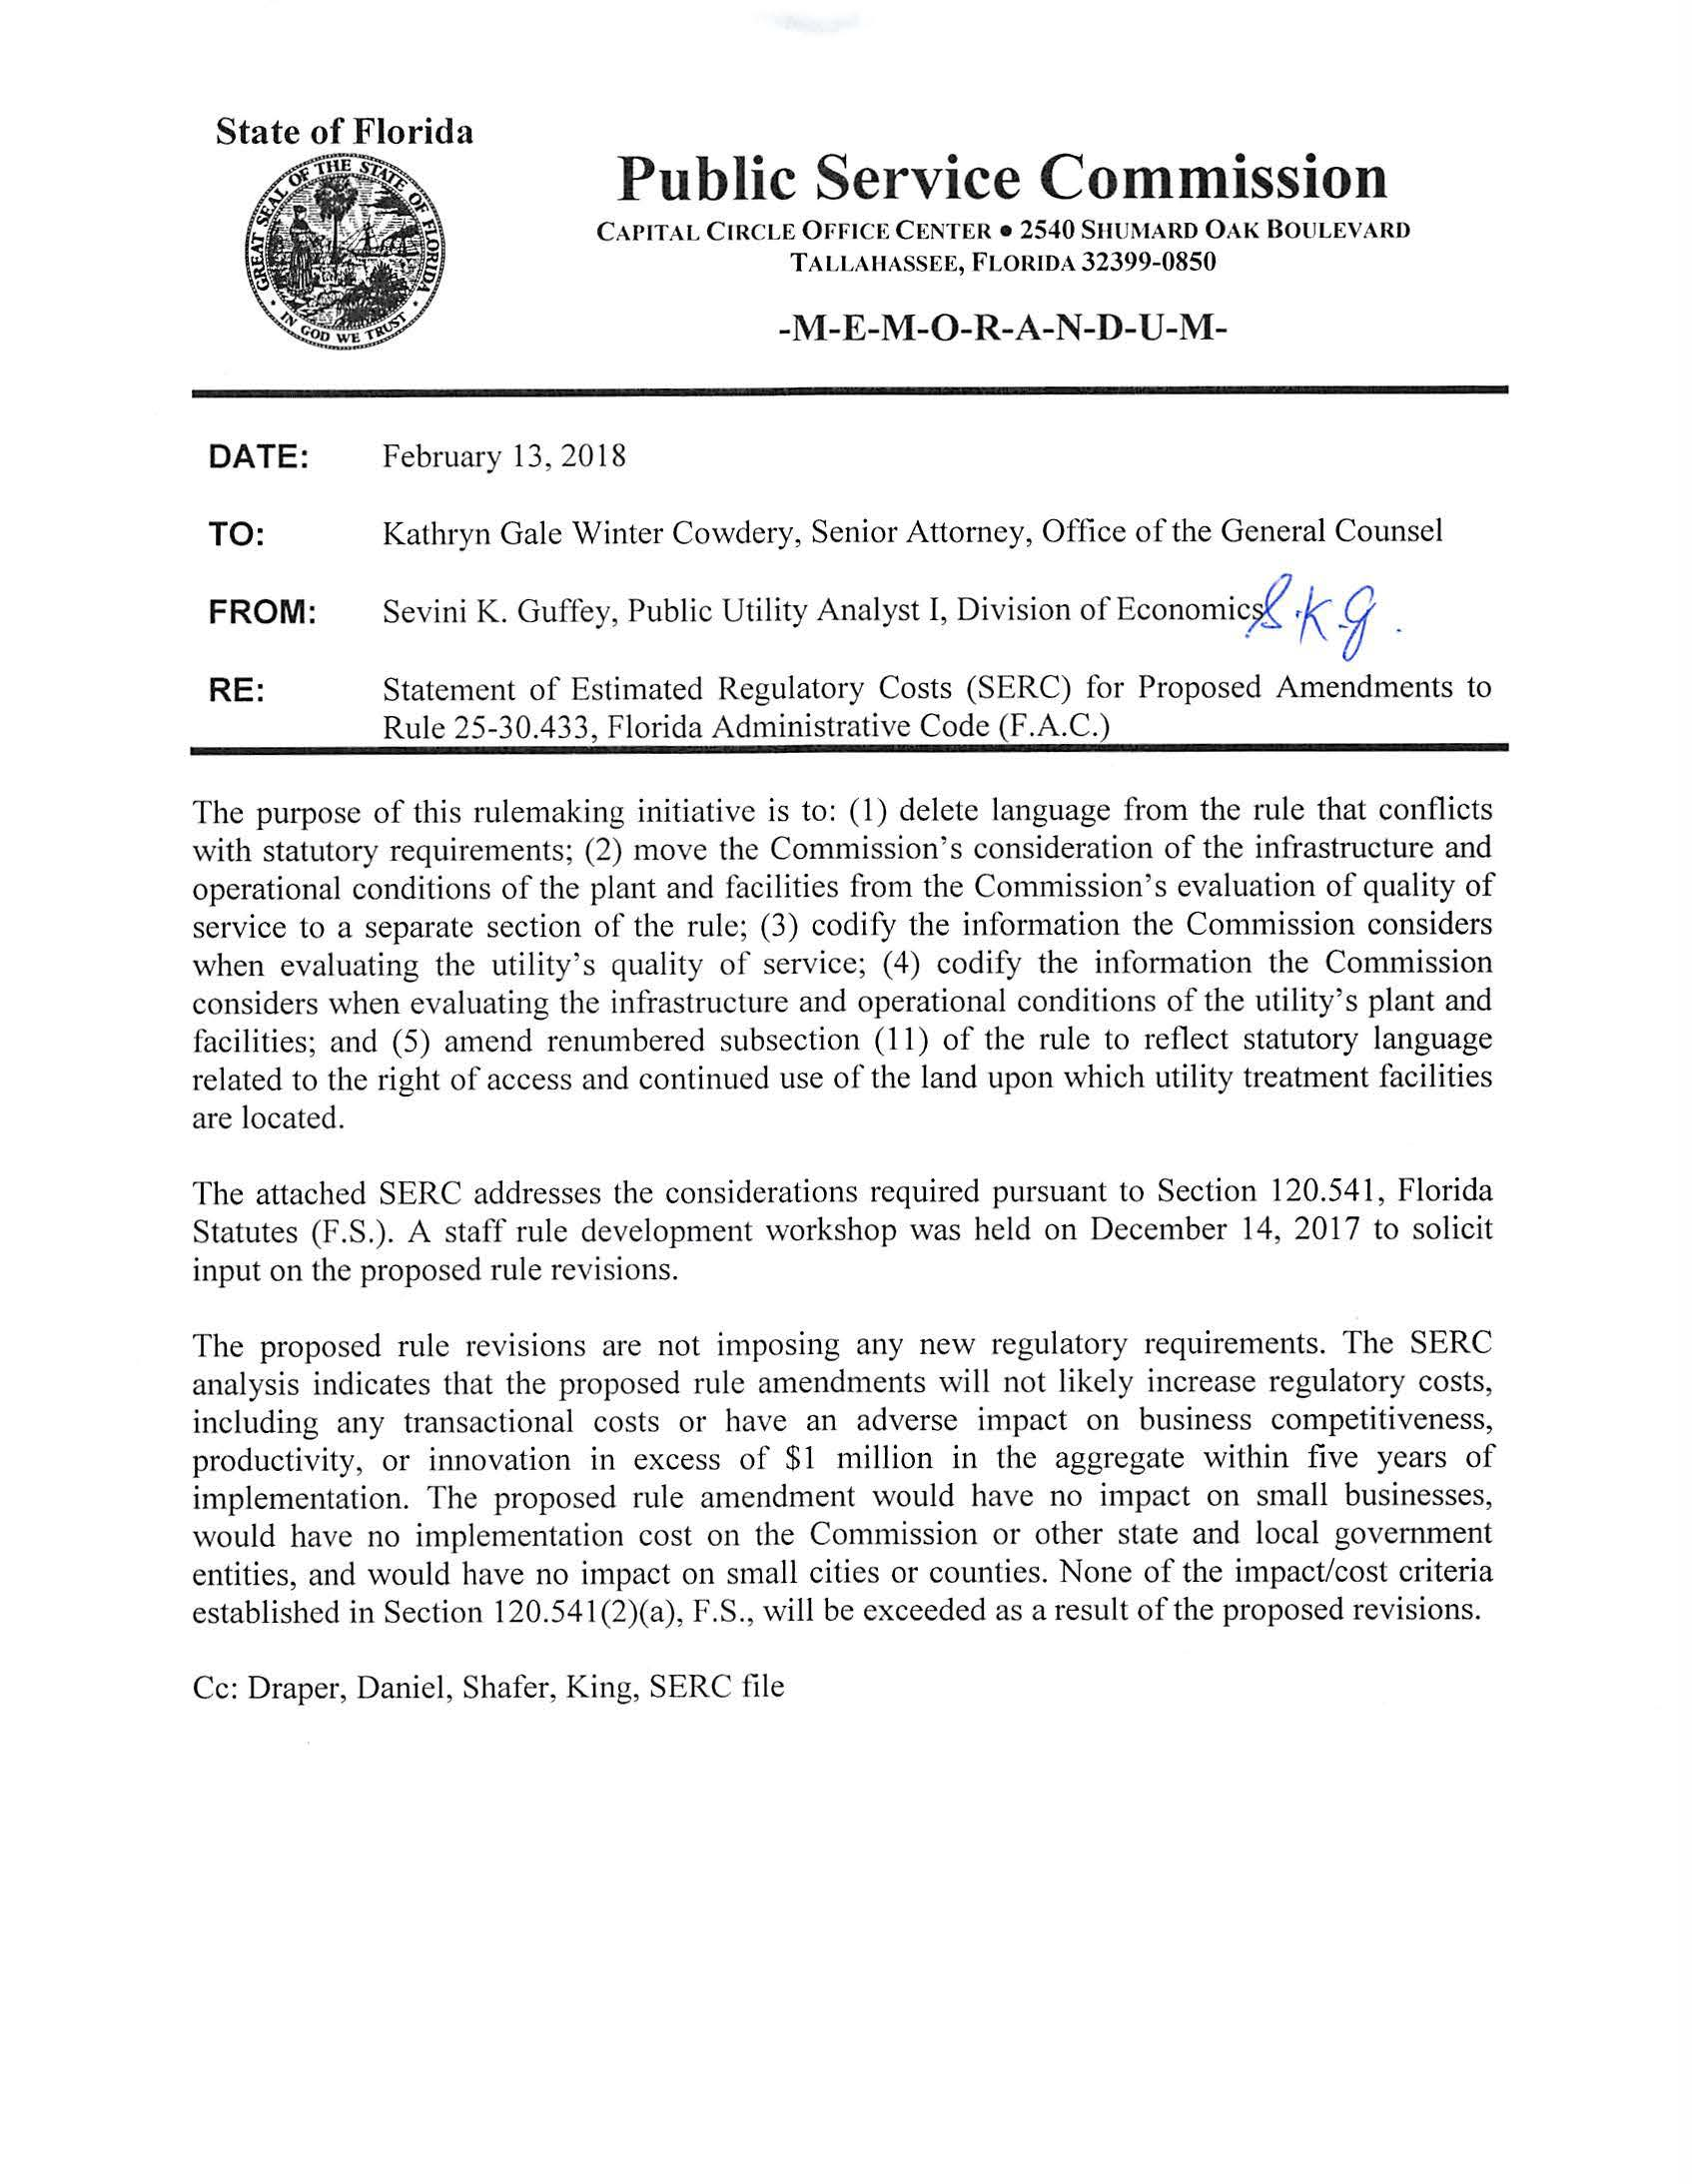 State of Florida
GREAT SEAL OF THE STATE OF FLORIDA
IN GOD WE TRUST
Public Service Commission
CAPITAL CIRCLE OFFICE CENTER • 2540 SHUMARD OAK BOULEVARD
TALLAHASSEE, FLORIDA 32399-0850
-M-E-M-O-R-A-N-D-U-M-
DATE: February 13, 2018
TO: Kathryn Gale Winter Cowdery, Senior Attorney, Office of the General Counsel
FROM: Sevini K. Guffey, Public Utility Analyst I, Division of Economics S.K.G.
RE: Statement of Estimated Regulatory Costs (SERC) for Proposed Amendments to
Rule 25-30.433, Florida Administrative Code (F.A.C.)
The purpose of this rulemaking initiative is to: (1) delete language from the rule that conflicts
with statutory requirements; (2) move the Commission's consideration of the infrastructure and
operational conditions of the plant and facilities from the Commission's evaluation of quality of
service to a separate section of the rule; (3) codify the information the Commission considers
when evaluating the utility's quality of service; (4) codify the information the Commission
considers when evaluating the infrastructure and operational conditions of the utility's plant and
facilities; and (5) amend renumbered subsection (11) of the rule to reflect statutory language
related to the right of access and continued use of the land upon which utility treatment facilities
are located.
The attached SERC addresses the considerations required pursuant to Section 120.541, Florida
Statutes (F.S.). A staff rule development workshop was held on December 14, 2017 to solicit
input on the proposed rule revisions.
The proposed rule revisions are not imposing any new regulatory requirements. The SERC
analysis indicates that the proposed rule amendments will not likely increase regulatory costs,
including any transactional costs or have an adverse impact on business competitiveness,
productivity, or innovation in excess of $1 million in the aggregate within five years of
implementation. The proposed rule amendment would have no impact on small businesses,
would have no implementation cost on the Commission or other state and local government
entities, and would have no impact on small cities or counties. None of the impact/cost criteria
established in Section 120.541(2)(a), F.S., will be exceeded as a result of the proposed revisions.
Cc: Draper, Daniel, Shafer, King, SERC file